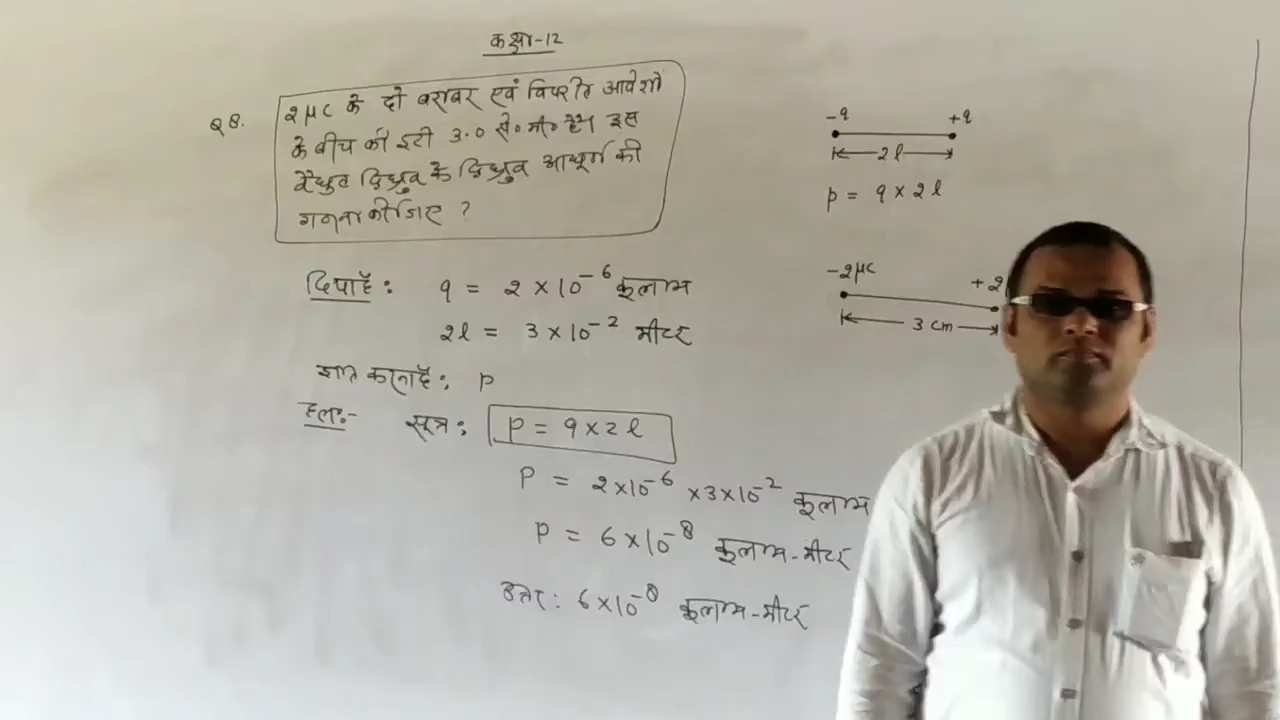 कक्षा-12
Q8. 2μC के दो बराबर एवं विपरीत आवेशों
के बीच की दूरी 3.0 से० मी० है। इस
वैधुत द्विध्रुव के द्विध्रुव आघूर्ण की
गणना कीजिए ?
दिया है: q = 2 × 10⁻⁶ कूलाम
2l = 3 × 10⁻² मीटर
ज्ञात करना है: p
हल:- सूत्र: P = q × 2l
P = 2×10⁻⁶ × 3×10⁻² कूलाम
P = 6 × 10⁻⁸ कूलाम-मीटर
उत्तर: 6×10⁻⁸ कूलाम-मीटर
-q +q
2l
p = q × 2l
-2μC +2
3 cm